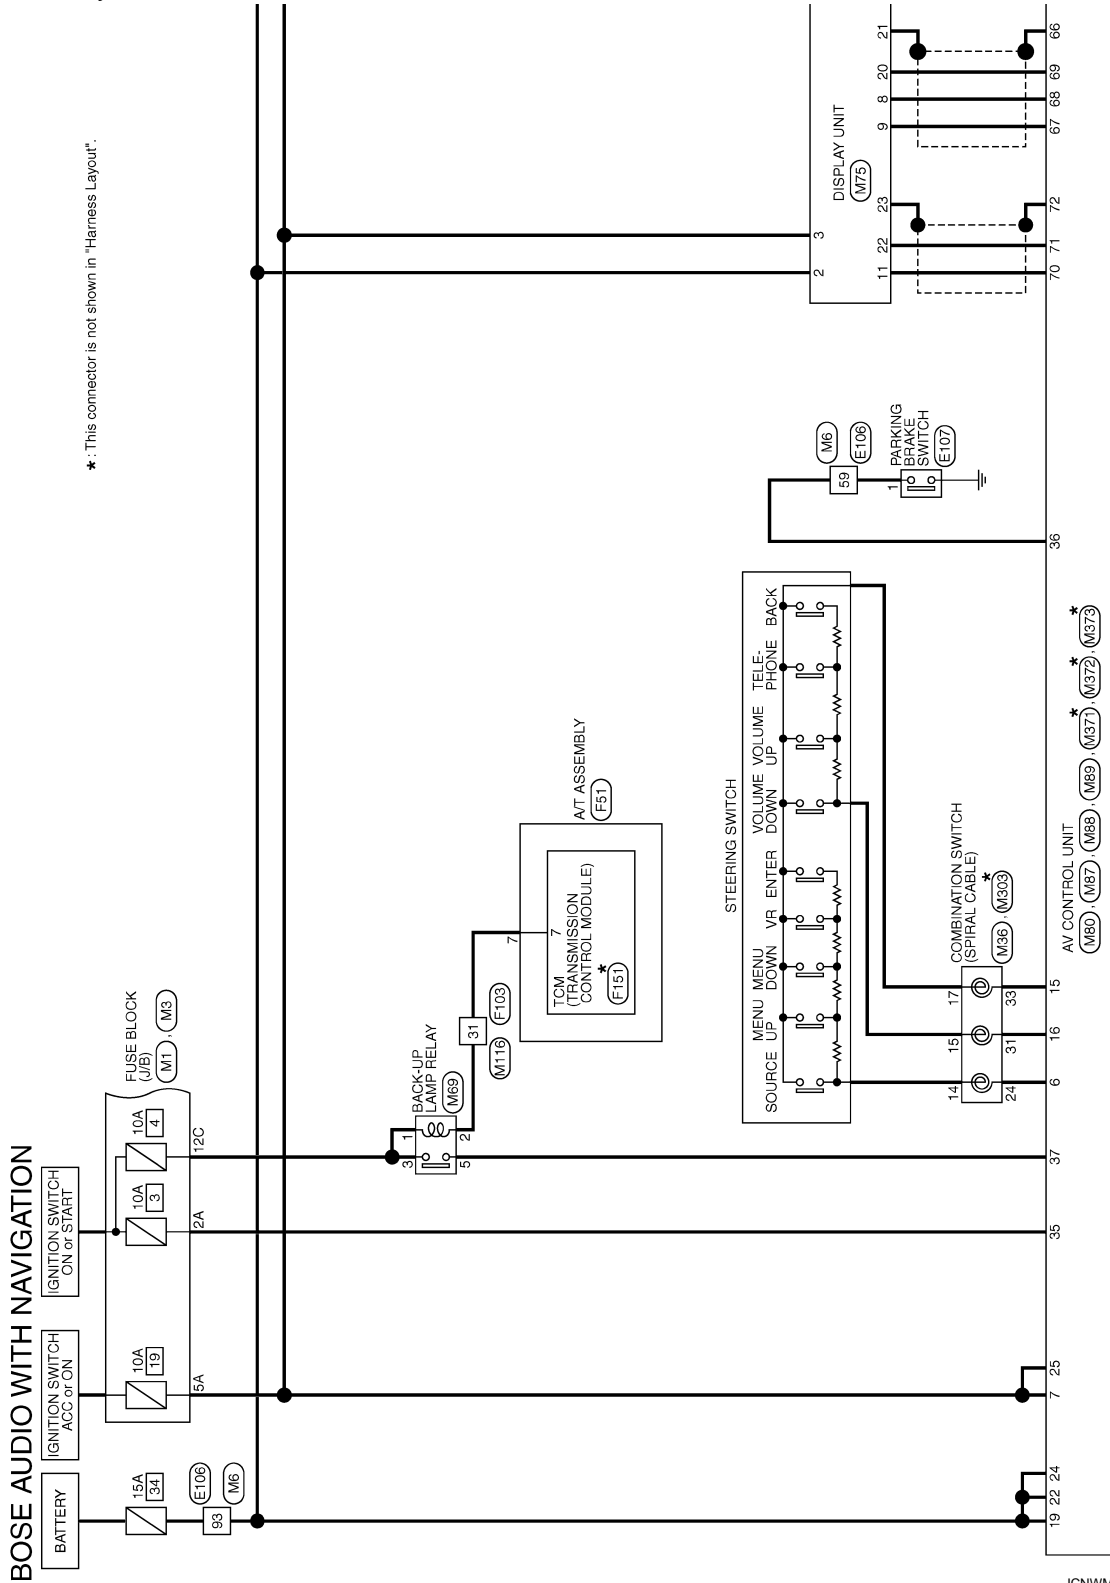 BOSE AUDIO WITH NAVIGATION
BATTERY
IGNITION SWITCH
ACC or ON
IGNITION SWITCH
ON or START
15A
34
10A
19
10A
3
10A
4
FUSE BLOCK
(J/B)
M1 , M3
93
E106
M6
5A
2A
12C
* : This connector is not shown in "Harness Layout".
BACK-UP
LAMP RELAY
M69
1
2
3
5
31
M116
F103
7
7
TCM
(TRANSMISSION
CONTROL MODULE)
*
F151
A/T ASSEMBLY
F51
STEERING SWITCH
SOURCE
MENU
UP
MENU
DOWN
VR
ENTER
VOLUME
DOWN
VOLUME
UP
TELE-
PHONE
BACK
14
15
17
24
31
33
COMBINATION SWITCH
(SPIRAL CABLE)
*
M36 , M303
59
M6
E106
PARKING
BRAKE
SWITCH
E107
1
DISPLAY UNIT
M75
2
3
11
22
23
9
8
20
21
19
22
24
7
25
35
37
6
16
15
36
70
71
72
67
68
69
66
AV CONTROL UNIT
* * *
M80 , M87 , M88 , M89 , M371 , M372 , M373